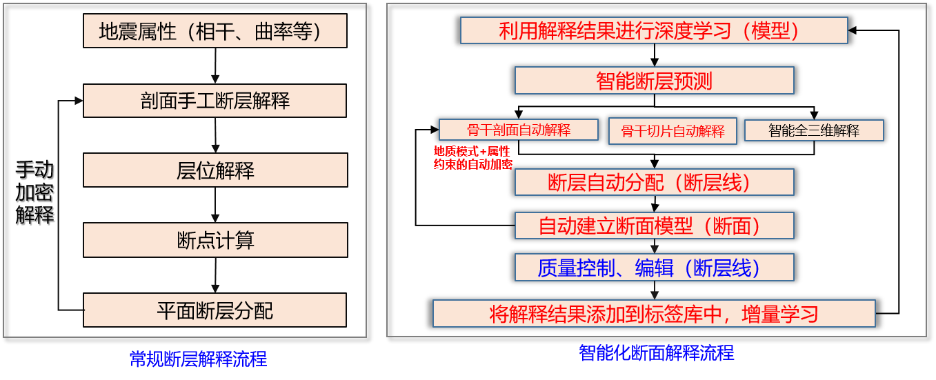 地震属性（相干、曲率等）
剖面手工断层解释
层位解释
断点计算
平面断层分配
手动
加密
解释
常规断层解释流程
利用解释结果进行深度学习（模型）
智能断层预测
骨干剖面自动解释
骨干切片自动解释
智能全三维解释
地质模式+属性
约束的自动加密
断层自动分配（断层线）
自动建立断面模型（断面）
质量控制、编辑（断层线）
将解释结果添加到标签库中，增量学习
智能化断面解释流程